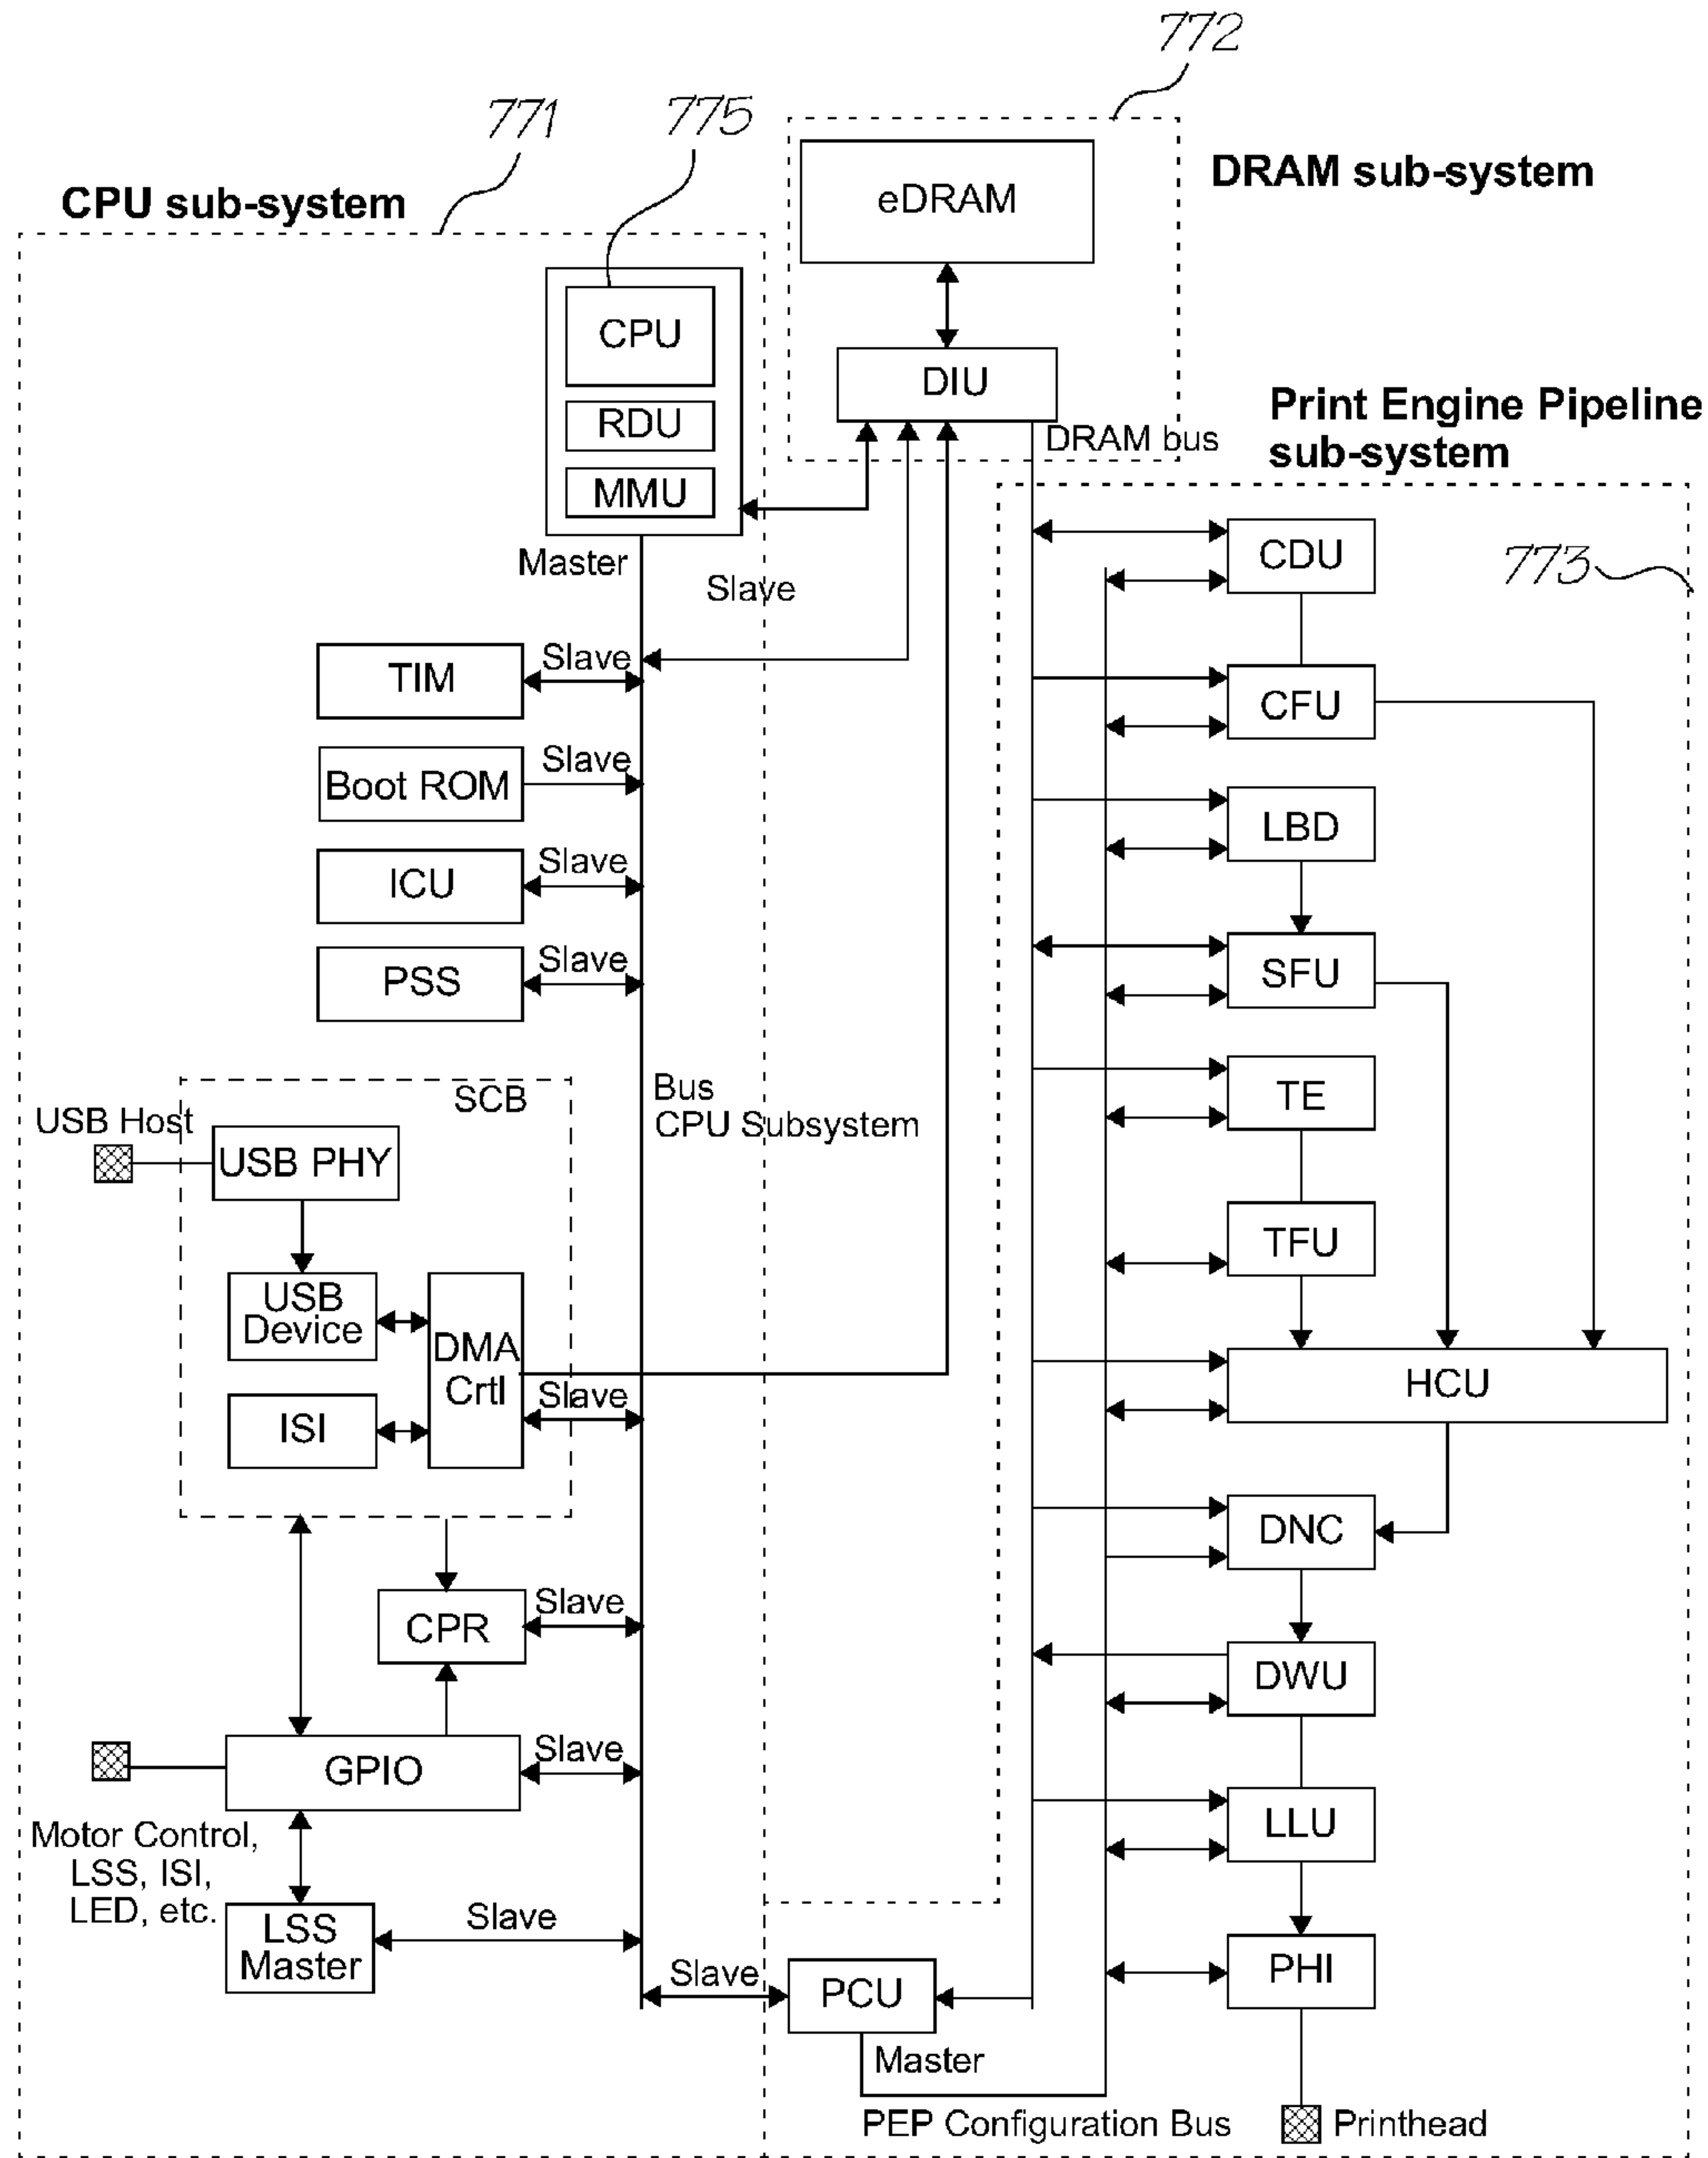 772
771
775
CPU sub-system
DRAM sub-system
eDRAM
CPU
DIU
RDU
MMU
DRAM bus
Print Engine Pipeline
sub-system
773
Master
Slave
CDU
TIM
Slave
CFU
Boot ROM
Slave
LBD
ICU
Slave
PSS
Slave
SFU
SCB
Bus
CPU Subsystem
TE
USB Host
USB PHY
TFU
USB
Device
DMA
Crtl
Slave
ISI
HCU
DNC
CPR
Slave
DWU
GPIO
Slave
Motor Control,
LSS, ISI,
LED, etc.
LLU
LSS
Master
Slave
Slave
PCU
PHI
Master
PEP Configuration Bus
Printhead